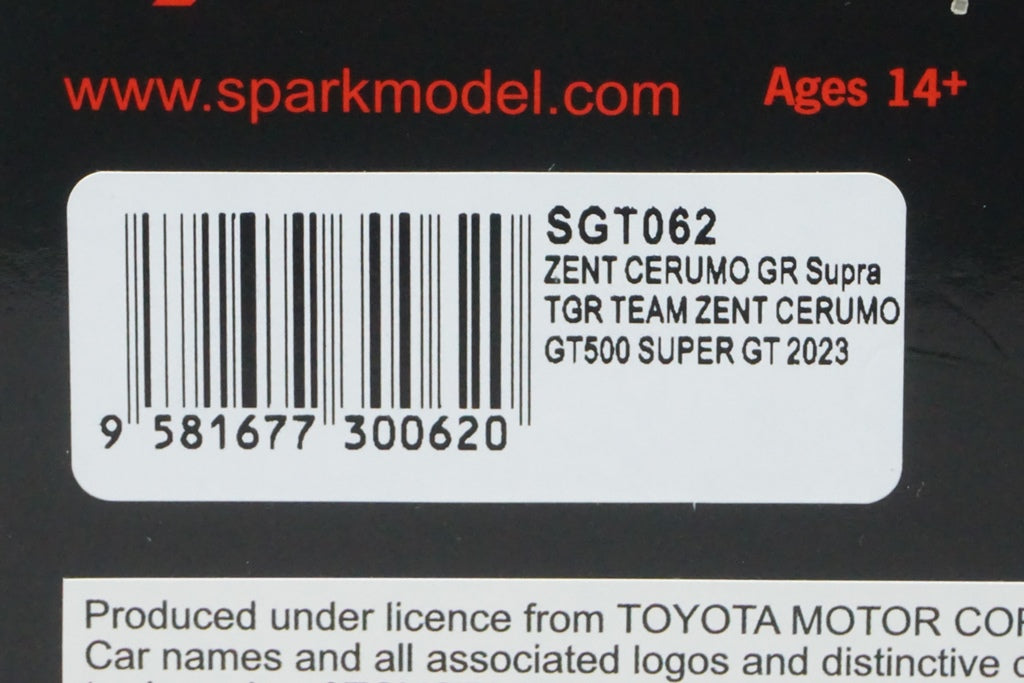 www.sparkmodel.com Ages 14+
SGT062
ZENT CERUMO GR Supra
TGR TEAM ZENT CERUMO
GT500 SUPER GT 2023
9 581677 300620
Produced under licence from TOYOTA MOTOR
Car names and all associated logos and distinctive